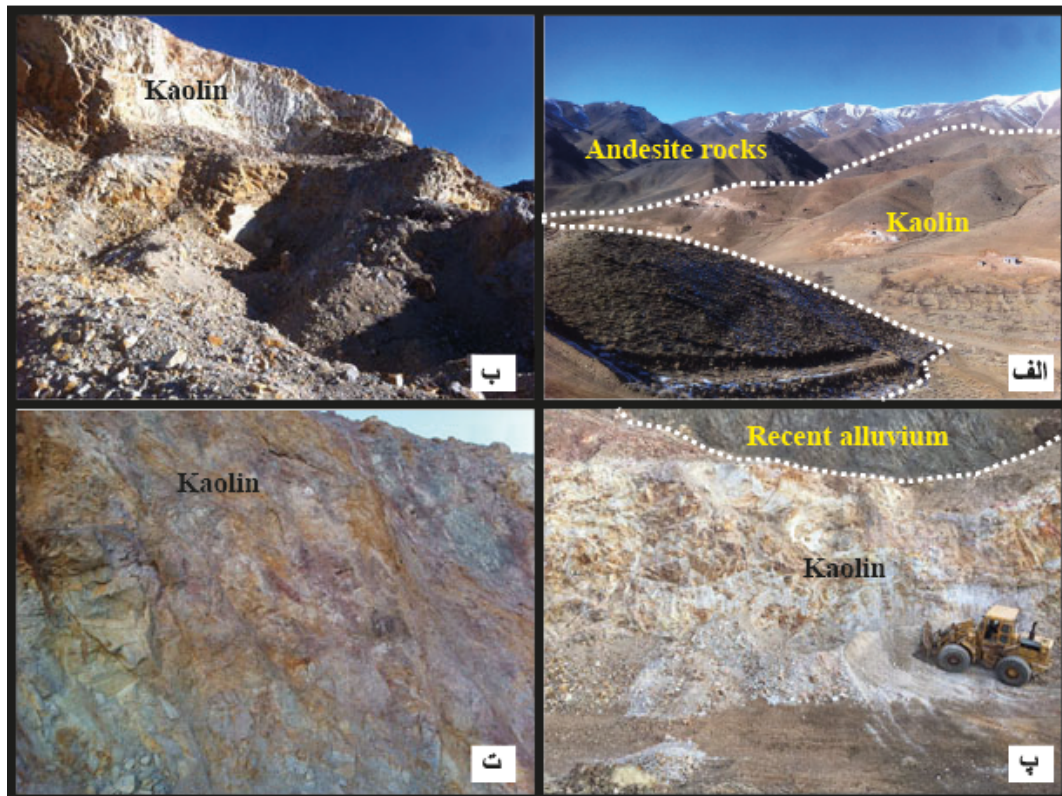 Andesite rocks
Kaolin
الف
Kaolin
ب
Recent alluvium
Kaolin
پ
Kaolin
ت